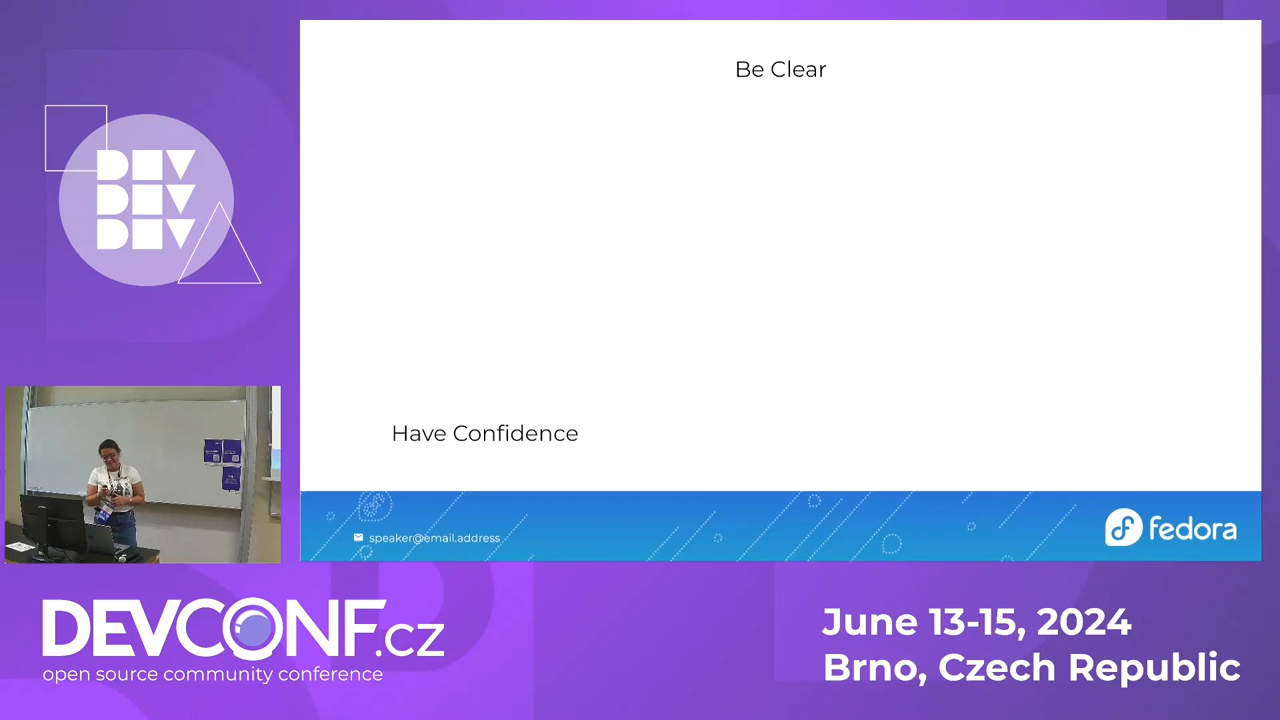 Be Clear
Have Confidence
speaker@email.address
fedora
DEV
DEV
DEV
DEVCONF.cz
open source community conference
June 13-15, 2024
Brno, Czech Republic